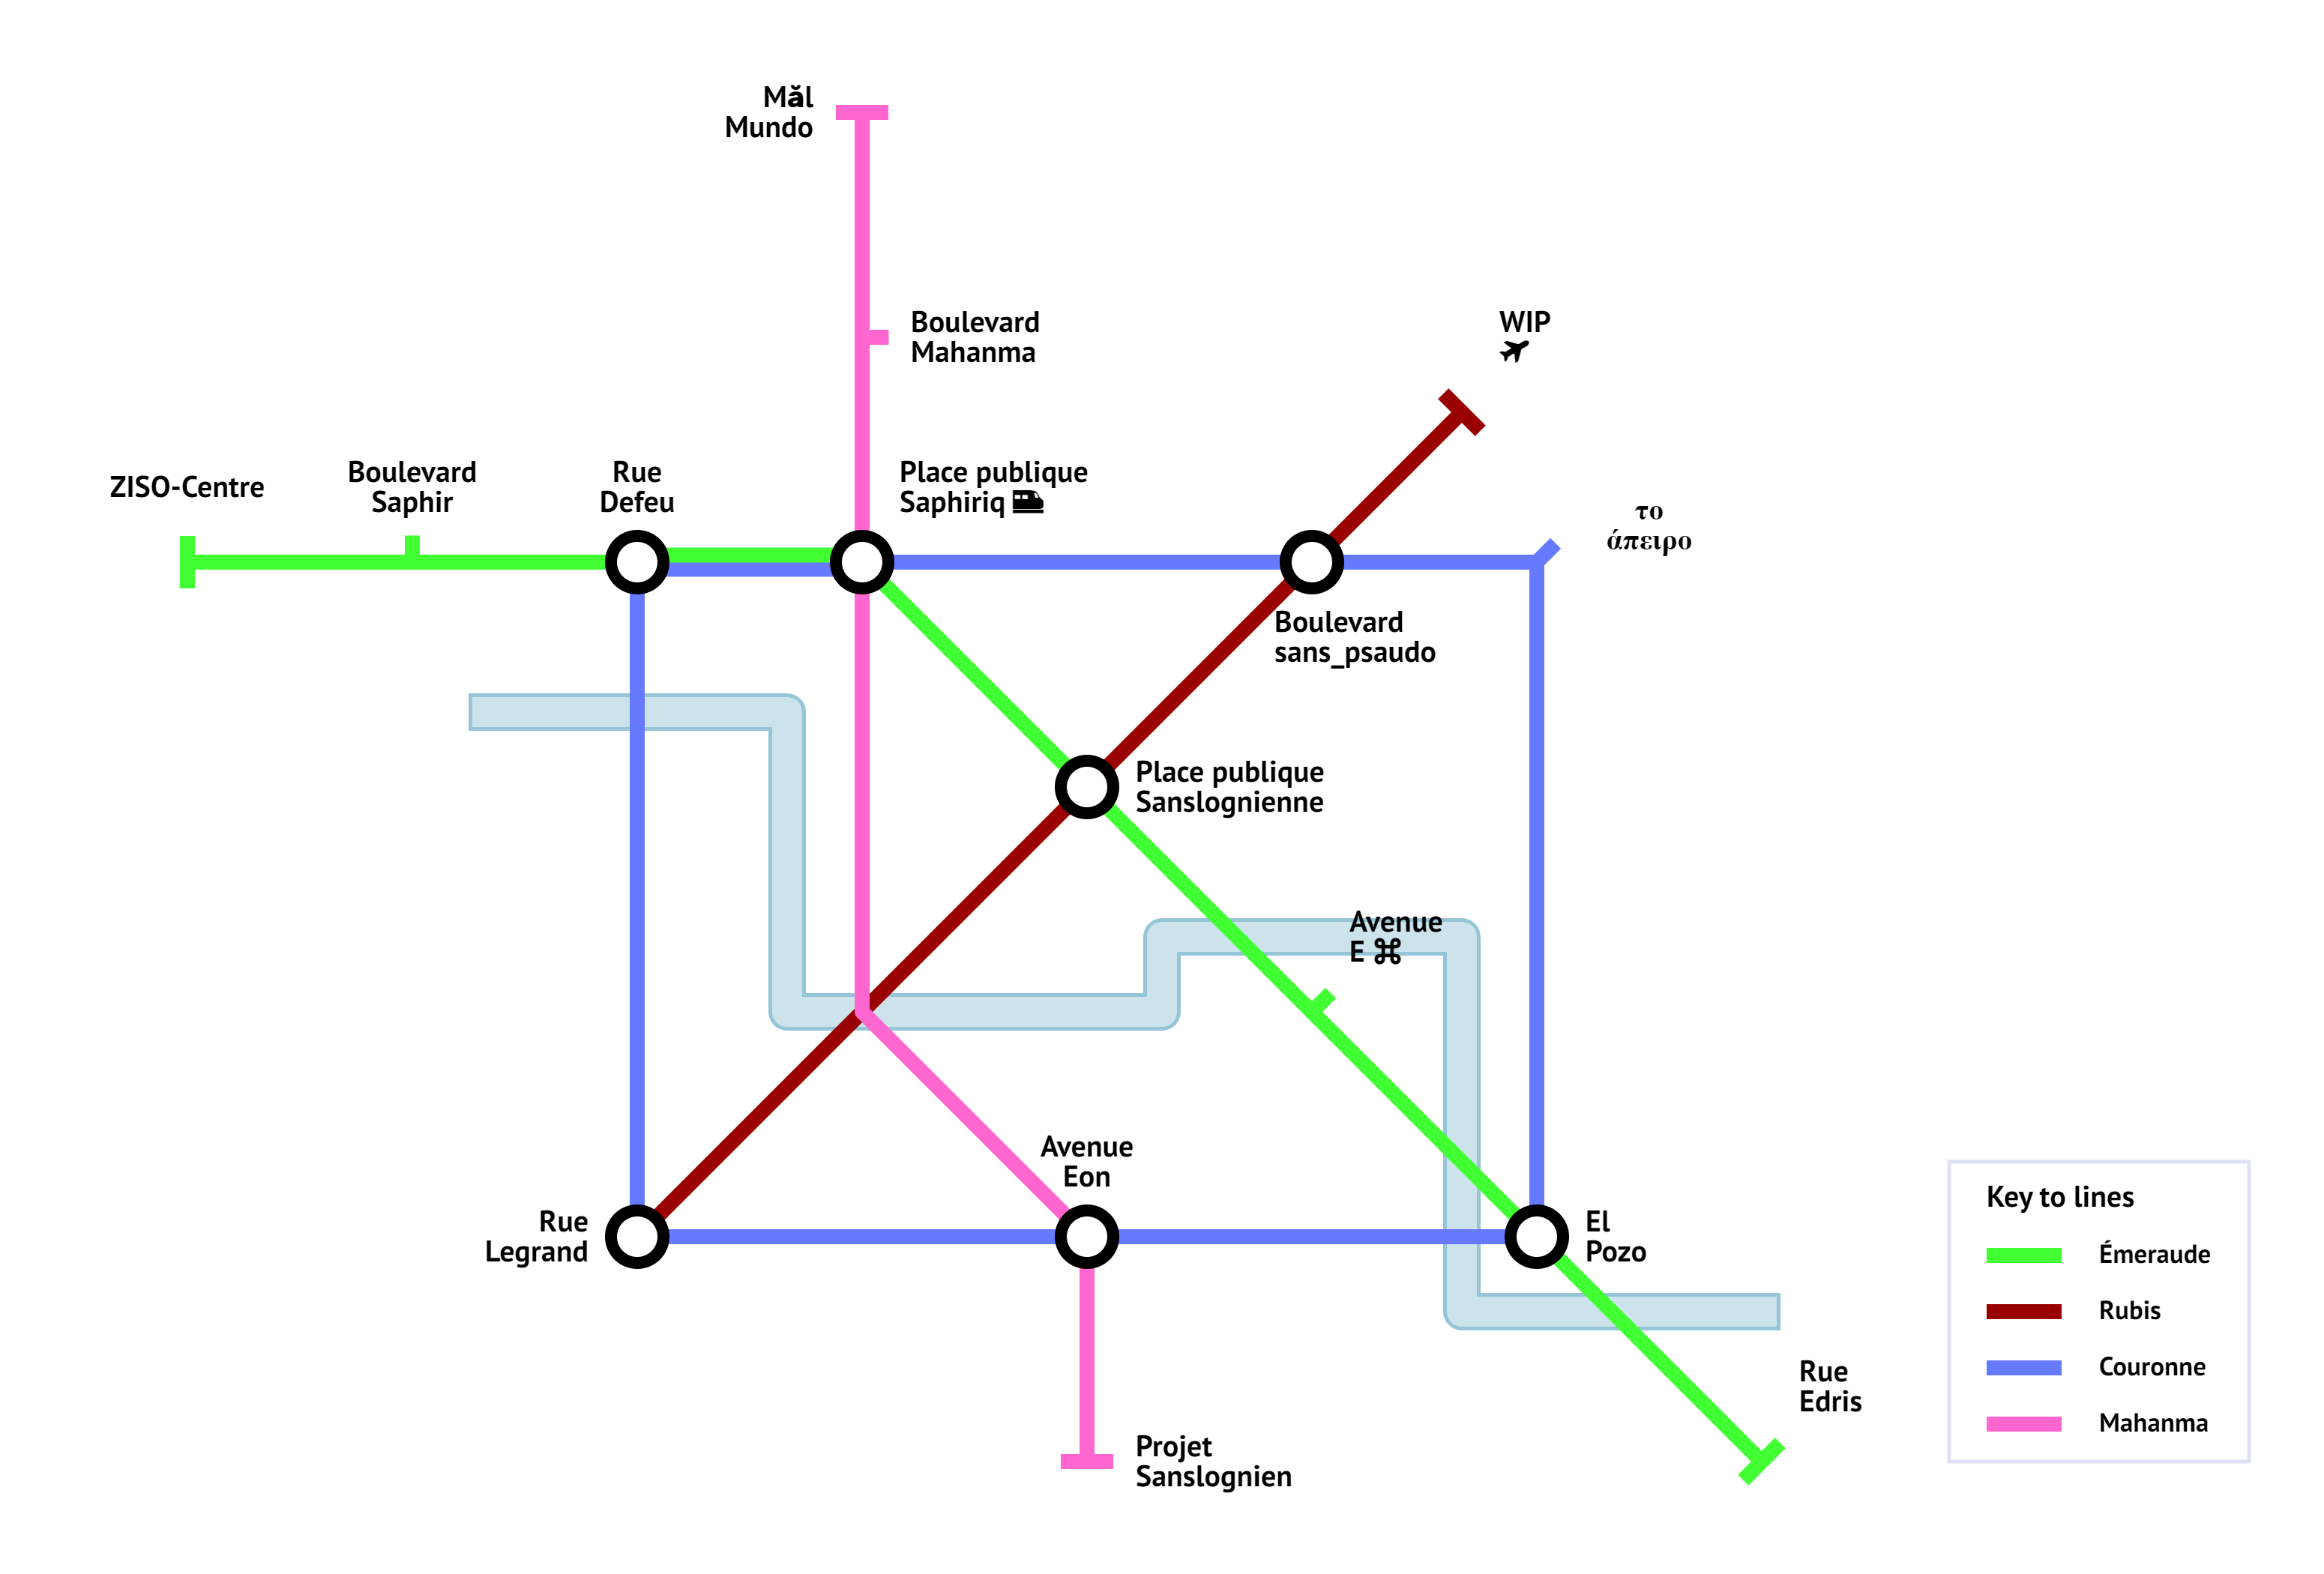 Măl
Mundo
Boulevard
Mahanma
WIP
ZISO-Centre
Boulevard
Saphir
Rue
Defeu
Place publique
Saphiriq
το
άπειρο
Boulevard
sans_psaudo
Place publique
Sanslognienne
Avenue
E ⌘
Avenue
Eon
Rue
Legrand
El
Pozo
Rue
Edris
Projet
Sanslognien
Key to lines
Émeraude
Rubis
Couronne
Mahanma